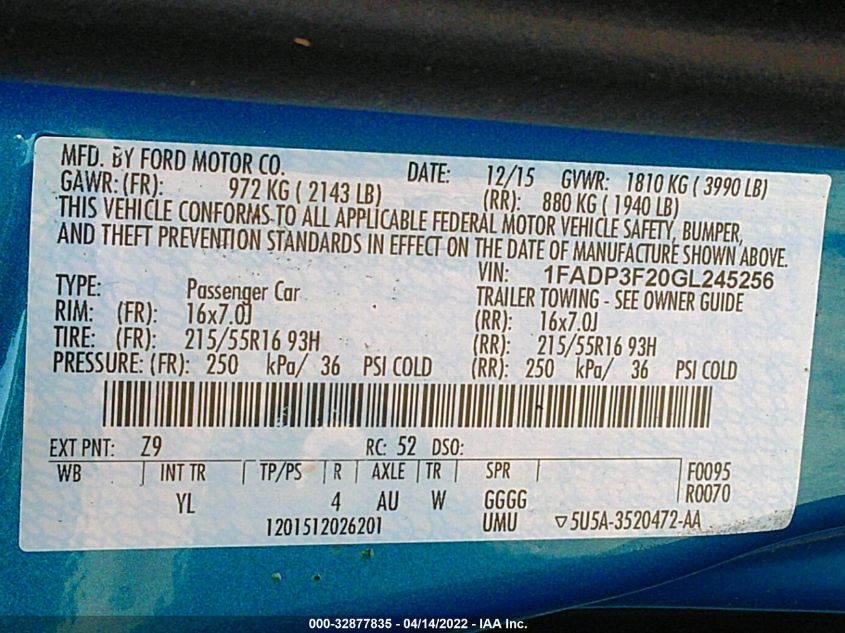 MFD. BY FORD MOTOR CO. DATE: 12/15 GVWR: 1810 KG ( 3990 LB)
GAWR: (FR): 972 KG ( 2143 LB) (RR): 880 KG ( 1940 LB)
THIS VEHICLE CONFORMS TO ALL APPLICABLE FEDERAL MOTOR VEHICLE SAFETY, BUMPER,
AND THEFT PREVENTION STANDARDS IN EFFECT ON THE DATE OF MANUFACTURE SHOWN ABOVE.
VIN: 1FADP3F20GL245256
TYPE: Passenger Car TRAILER TOWING - SEE OWNER GUIDE
RIM: (FR): 16x7.0J (RR): 16x7.0J
TIRE: (FR): 215/55R16 93H (RR): 215/55R16 93H
PRESSURE: (FR): 250 kPa/ 36 PSI COLD (RR): 250 kPa/ 36 PSI COLD
EXT PNT: Z9 RC: 52 DSO:
WB INT TR TP/PS R AXLE TR SPR F0095
YL 4 AU W GGGG R0070
1201512026201 UMU ▽5U5A-3520472-AA
000-32877835 - 04/14/2022 - IAA Inc.